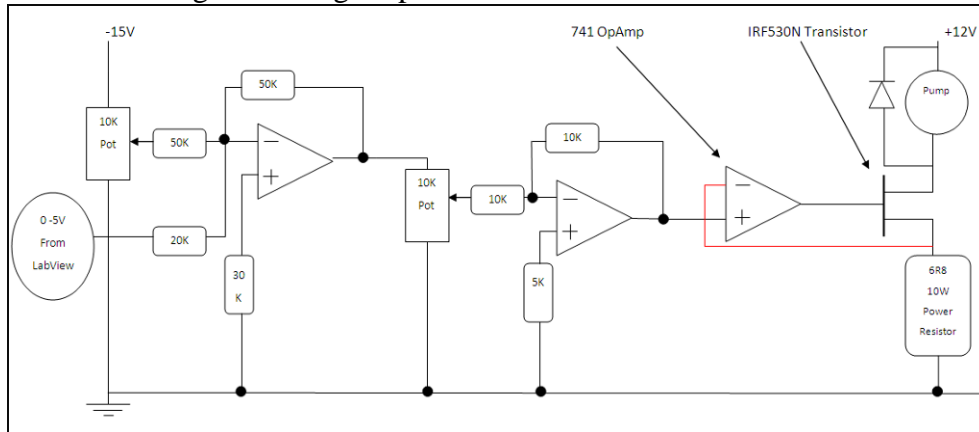 -15V
741 OpAmp
IRF530N Transistor
+12V
50K
Pump
10K
Pot
50K
10K
10K
Pot
10K
0 -5V
From
LabView
20K
30
K
5K
6R8
10W
Power
Resistor